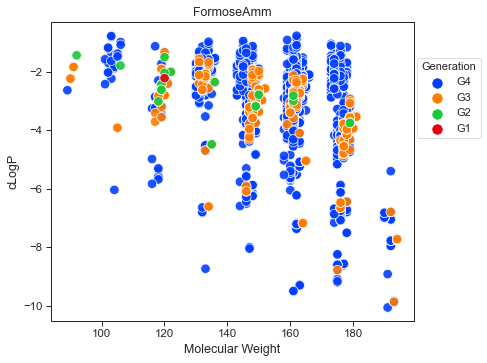 FormoseAmm
Generation
G4
G3
G2
G1
cLogP
−2
−4
−6
−8
−10
100 120 140 160 180
Molecular Weight